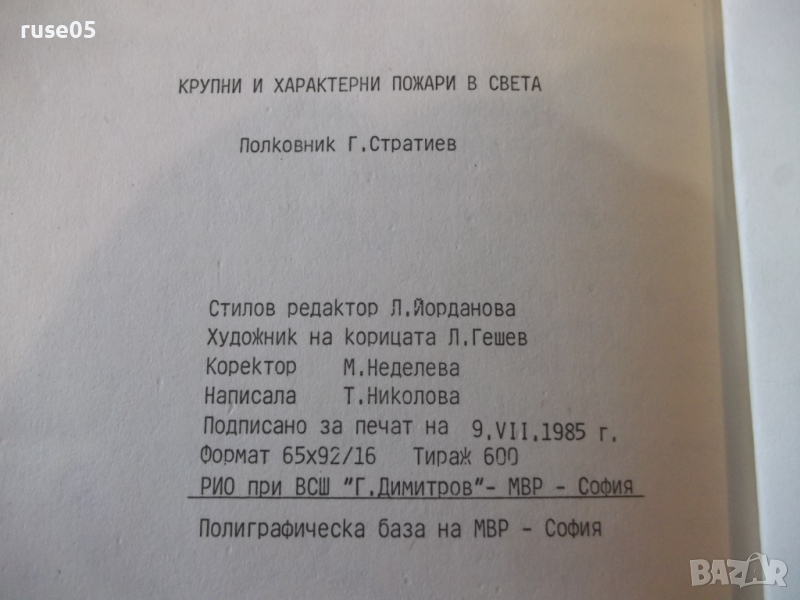 ruse05
КРУПНИ И ХАРАКТЕРНИ ПОЖАРИ В СВЕТА
Полковник Г.Стратиев
Стилов редактор Л.Йорданова
Художник на корицата Л.Гешев
Коректор М.Неделева
Написала Т.Николова
Подписано за печат на 9.VII.1985 г.
Формат 65х92/16 Тираж 600
РИО при ВСШ "Г.Димитров"- МВР - София
Полиграфическа база на МВР - София
BAZAR